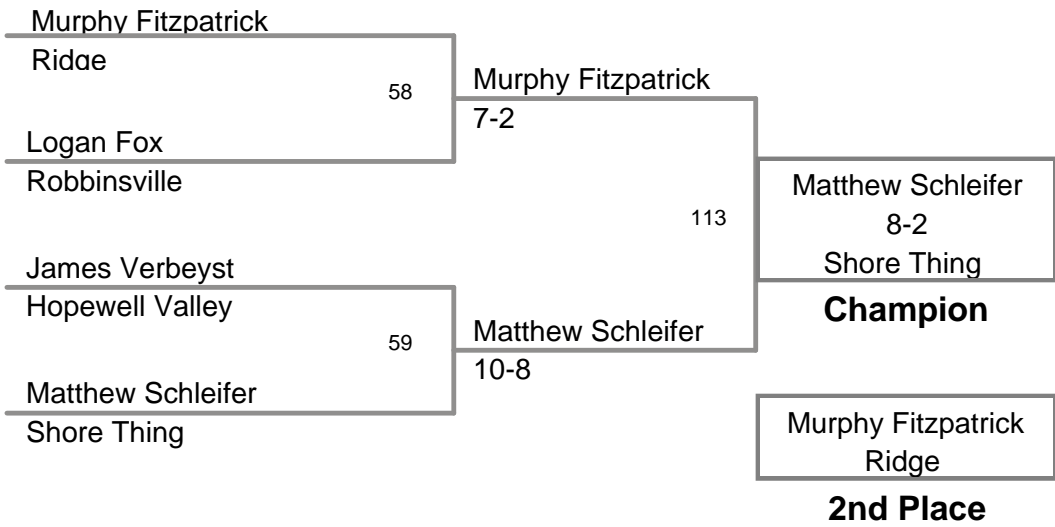 Murphy Fitzpatrick
Ridge
58
Logan Fox
Robbinsville
Murphy Fitzpatrick
7-2
James Verbeyst
Hopewell Valley
59
Matthew Schleifer
Shore Thing
Matthew Schleifer
10-8
113
Matthew Schleifer
8-2
Shore Thing
Champion
Murphy Fitzpatrick
Ridge
2nd Place